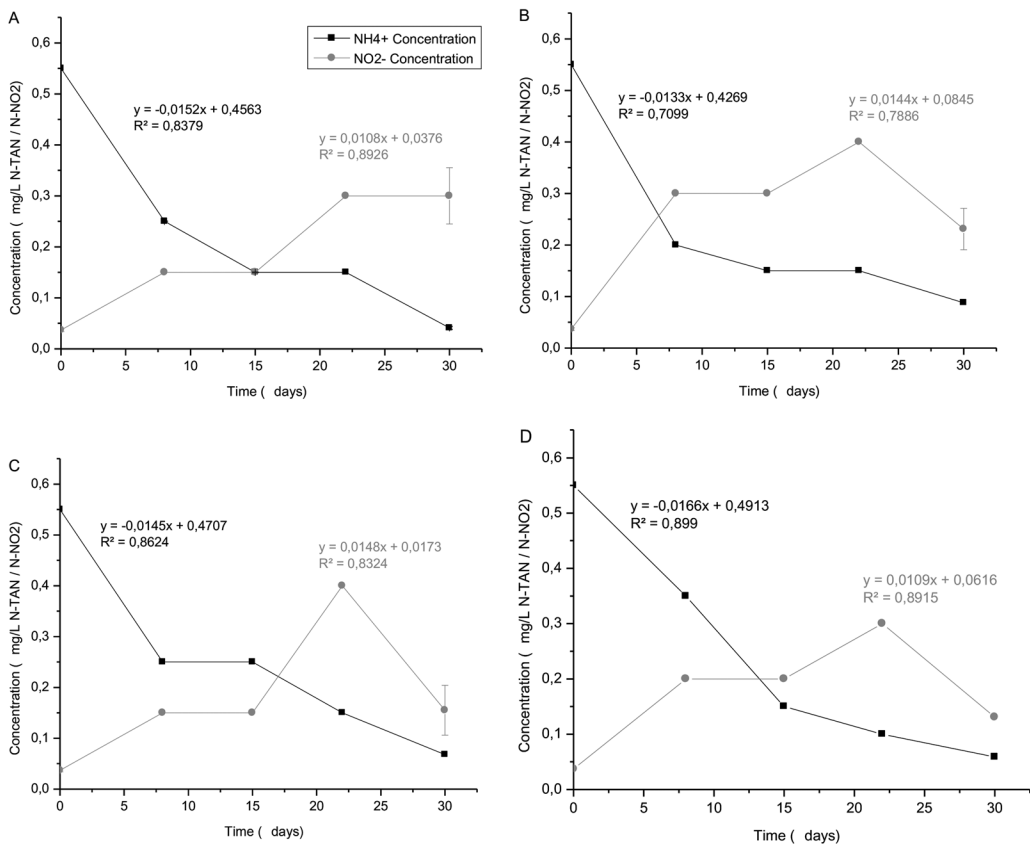 A
NH4+ Concentration
NO2- Concentration
y = -0,0152x + 0,4563
R² = 0,8379
y = 0,0108x + 0,0376
R² = 0,8926
0,6
0,5
0,4
0,3
0,2
0,1
0,0
0 5 10 15 20 25 30
Concentration ( mg/L N-TAN / N-NO2)
Time ( days)
B
y = -0,0133x + 0,4269
R² = 0,7099
y = 0,0144x + 0,0845
R² = 0,7886
0,6
0,5
0,4
0,3
0,2
0,1
0,0
0 5 10 15 20 25 30
Concentration ( mg/L N-TAN / N-NO2)
Time ( days)
C
y = -0,0145x + 0,4707
R² = 0,8624
y = 0,0148x + 0,0173
R² = 0,8324
0,6
0,5
0,4
0,3
0,2
0,1
0,0
0 5 10 15 20 25 30
Concentration ( mg/L N-TAN / N-NO2)
Time ( days)
D
y = -0,0166x + 0,4913
R² = 0,899
y = 0,0109x + 0,0616
R² = 0,8915
0,6
0,5
0,4
0,3
0,2
0,1
0,0
0 5 10 15 20 25 30
Concentration ( mg/L N-TAN / N-NO2)
Time ( days)